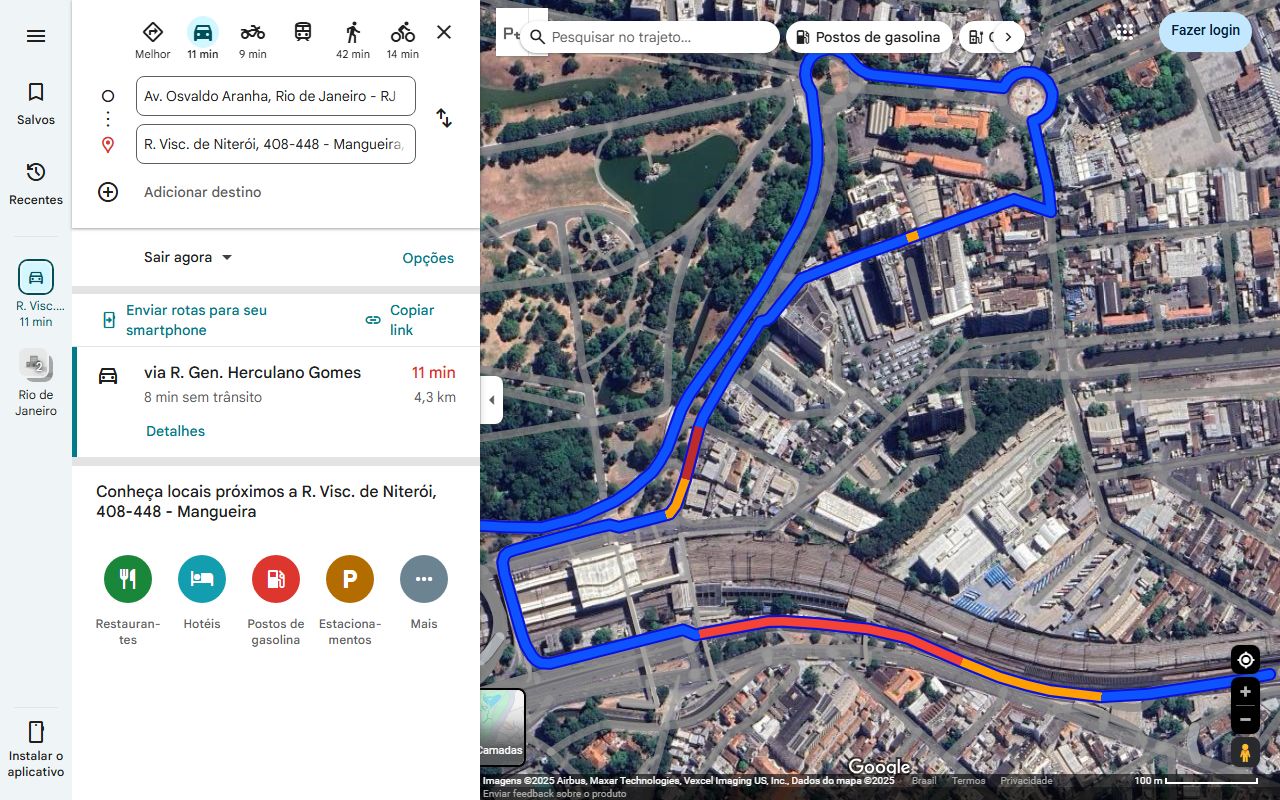 Salvos
Recentes
R. Visc....
11 min
2
Rio de
Janeiro
Instalar o
aplicativo
Melhor
11 min
9 min
42 min
14 min
Av. Osvaldo Aranha, Rio de Janeiro - RJ
R. Visc. de Niterói, 408-448 - Mangueira,
Adicionar destino
Sair agora
Opções
Enviar rotas para seu
smartphone
Copiar
link
via R. Gen. Herculano Gomes
11 min
8 min sem trânsito
4,3 km
Detalhes
Conheça locais próximos a R. Visc. de Niterói,
408-448 - Mangueira
P
Restauran-
tes
Hotéis
Postos de
gasolina
Estaciona-
mentos
Mais
Pesquisar no trajeto...
Postos de gasolina
Fazer login
Camadas
Google
Imagens ©2025 Airbus, Maxar Technologies, Vexcel Imaging US, Inc., Dados do mapa ©2025
Brasil
Termos
Privacidade
100 m
Enviar feedback sobre o produto